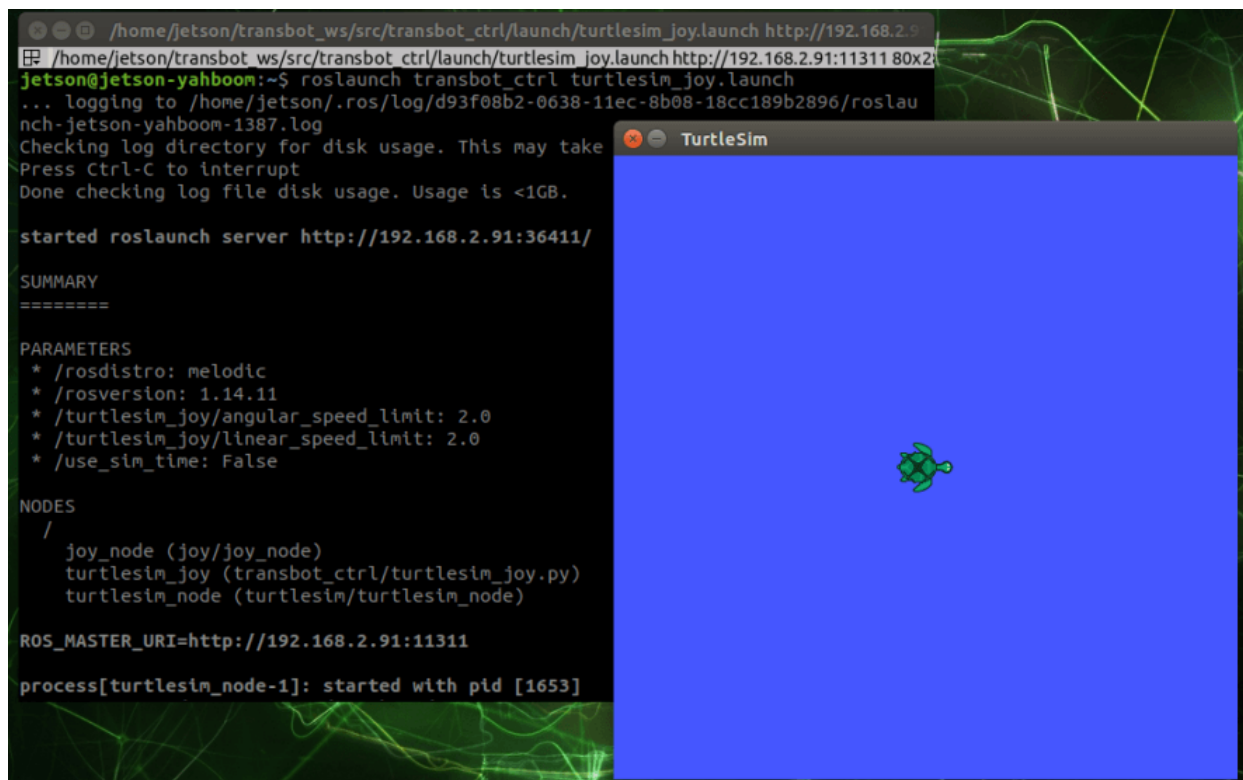 /home/jetson/transbot_ws/src/transbot_ctrl/launch/turtlesim_joy.launch http://192.168.2.9
/home/jetson/transbot_ws/src/transbot_ctrl/launch/turtlesim_joy.launch http://192.168.2.91:11311 80x2
jetson@jetson-yahboom:~$ roslaunch transbot_ctrl turtlesim_joy.launch
... logging to /home/jetson/.ros/log/d93f08b2-0638-11ec-8b08-18cc189b2896/roslau
nch-jetson-yahboom-1387.log
Checking log directory for disk usage. This may take
Press Ctrl-C to interrupt
Done checking log file disk usage. Usage is <1GB.
started roslaunch server http://192.168.2.91:36411/
SUMMARY
========
PARAMETERS
* /rosdistro: melodic
* /rosversion: 1.14.11
* /turtlesim_joy/angular_speed_limit: 2.0
* /turtlesim_joy/linear_speed_limit: 2.0
* /use_sim_time: False
NODES
/
joy_node (joy/joy_node)
turtlesim_joy (transbot_ctrl/turtlesim_joy.py)
turtlesim_node (turtlesim/turtlesim_node)
ROS_MASTER_URI=http://192.168.2.91:11311
process[turtlesim_node-1]: started with pid [1653]
TurtleSim